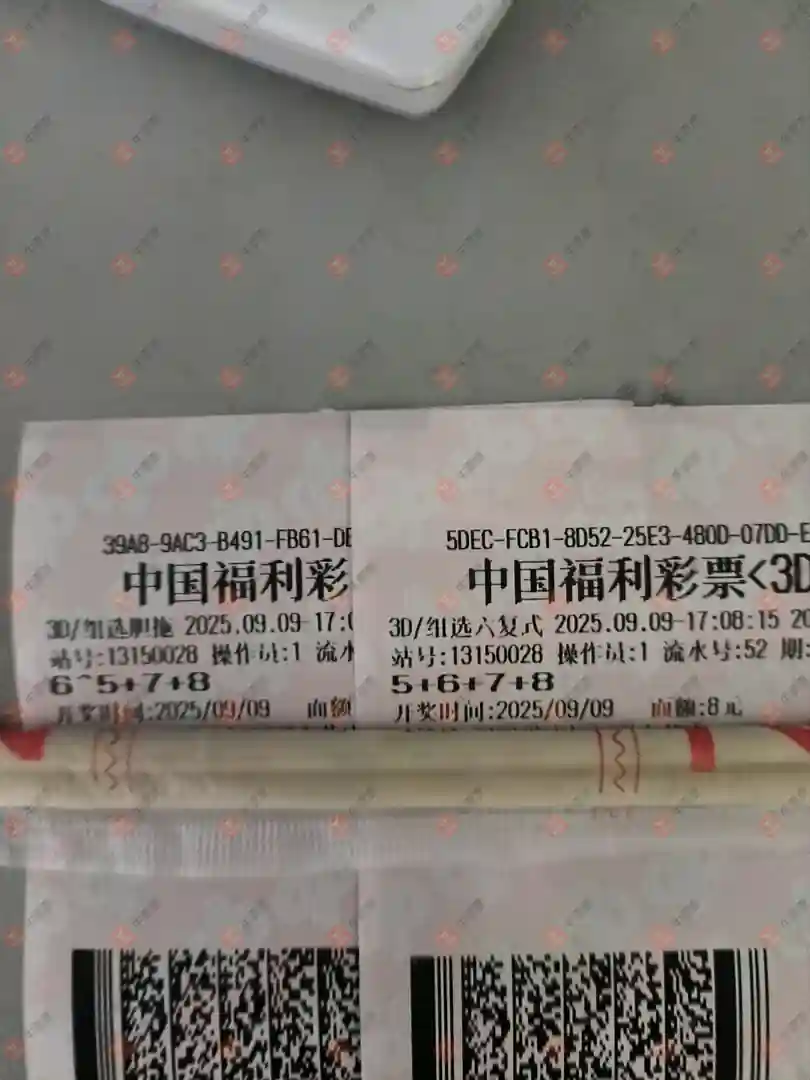 39A8-9AC3-B491-FB61-DE
中国福利彩
3D/组选胆拖 2025.09.09-17:0
站号:13150028 操作员:1 流水
6^5+7+8
开奖时间:2025/09/09 面额
5DEC-FCB1-8D52-25E3-480D-07DD-E
中国福利彩票<3D
3D/组选六复式 2025.09.09-17:08:15 20
站号:13150028 操作员:1 流水号:52 期:
5+6+7+8
开奖时间:2025/09/09 面额:8元